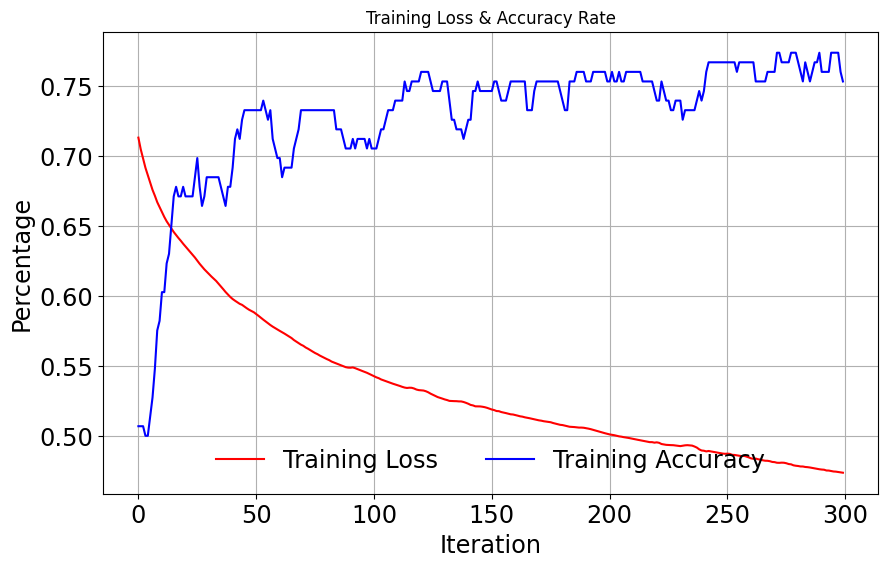 Training Loss & Accuracy Rate
0.75
0.70
0.65
0.60
0.55
0.50
Percentage
Training Loss Training Accuracy
0 50 100 150 200 250 300
Iteration